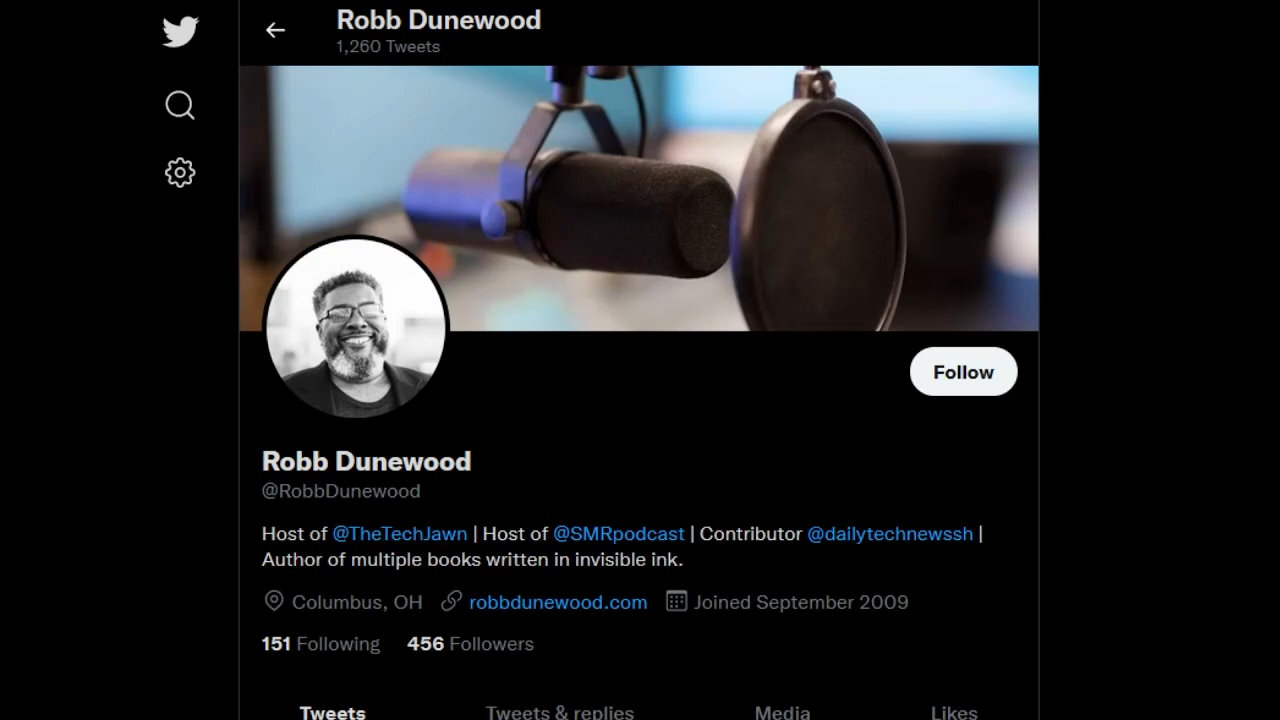 Robb Dunewood
1,260 Tweets
Follow
Robb Dunewood
@RobbDunewood
Host of @TheTechJawn | Host of @SMRpodcast | Contributor @dailytechnewssh |
Author of multiple books written in invisible ink.
Columbus, OH robbdunewood.com Joined September 2009
151 Following 456 Followers
Tweets Tweets & replies Media Likes